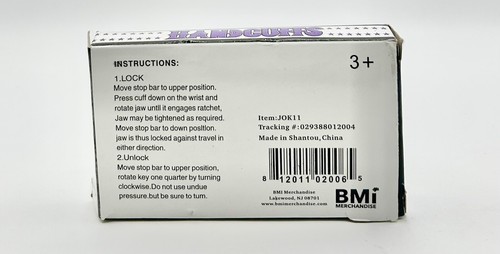 HANDCUFFS
INSTRUCTIONS:
3+
1.LOCK
Move stop bar to upper position.
Press cuff down on the wrist and
rotate jaw until it engages ratchet,
Jaw may be tightened as required.
Move stop bar to down position.
jaw is thus locked against travel in
either direction.
2.Unlock
Move stop bar to upper position,
rotate key one quarter by turning
clockwise.Do not use undue
pressure.but be sure to turn.
Item:JOK11
Tracking #:029388012004
Made in Shantou,China
8 12011 02006 5
BMI Merchandise
Lakewood, NJ 08701
www.bmimerchandise.com
BMi
MERCHANDISE